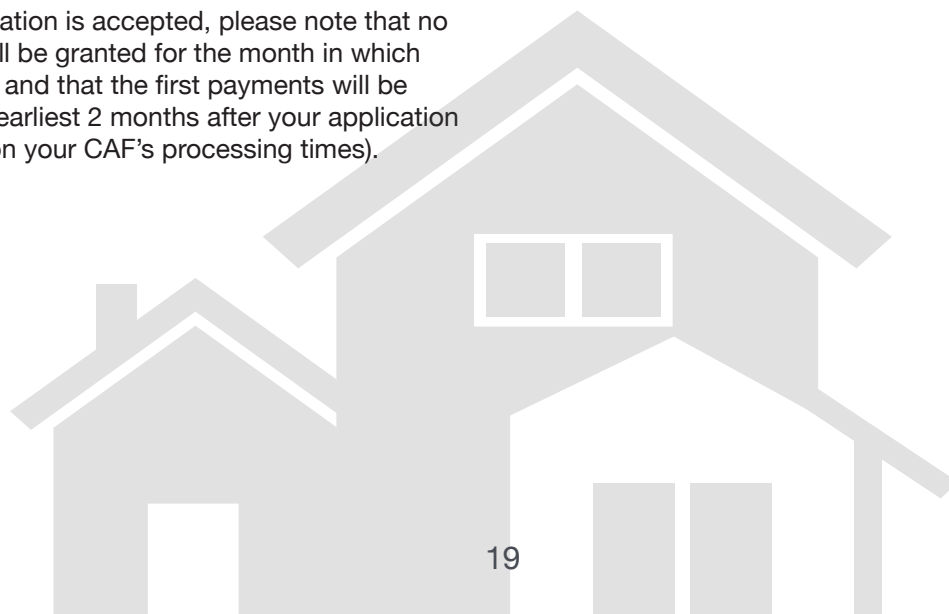 ation is accepted, please note that no
ll be granted for the month in which
and that the first payments will be
earliest 2 months after your application
on your CAF’s processing times).
19